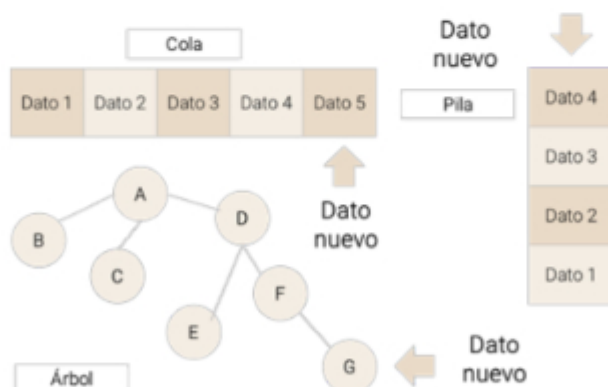 Cola
Dato 1 Dato 2 Dato 3 Dato 4 Dato 5
Dato
nuevo
Dato
nuevo
Pila
Dato 4
Dato 3
Dato 2
Dato 1
A
B
C
D
E
F
G
Dato
nuevo
Árbol